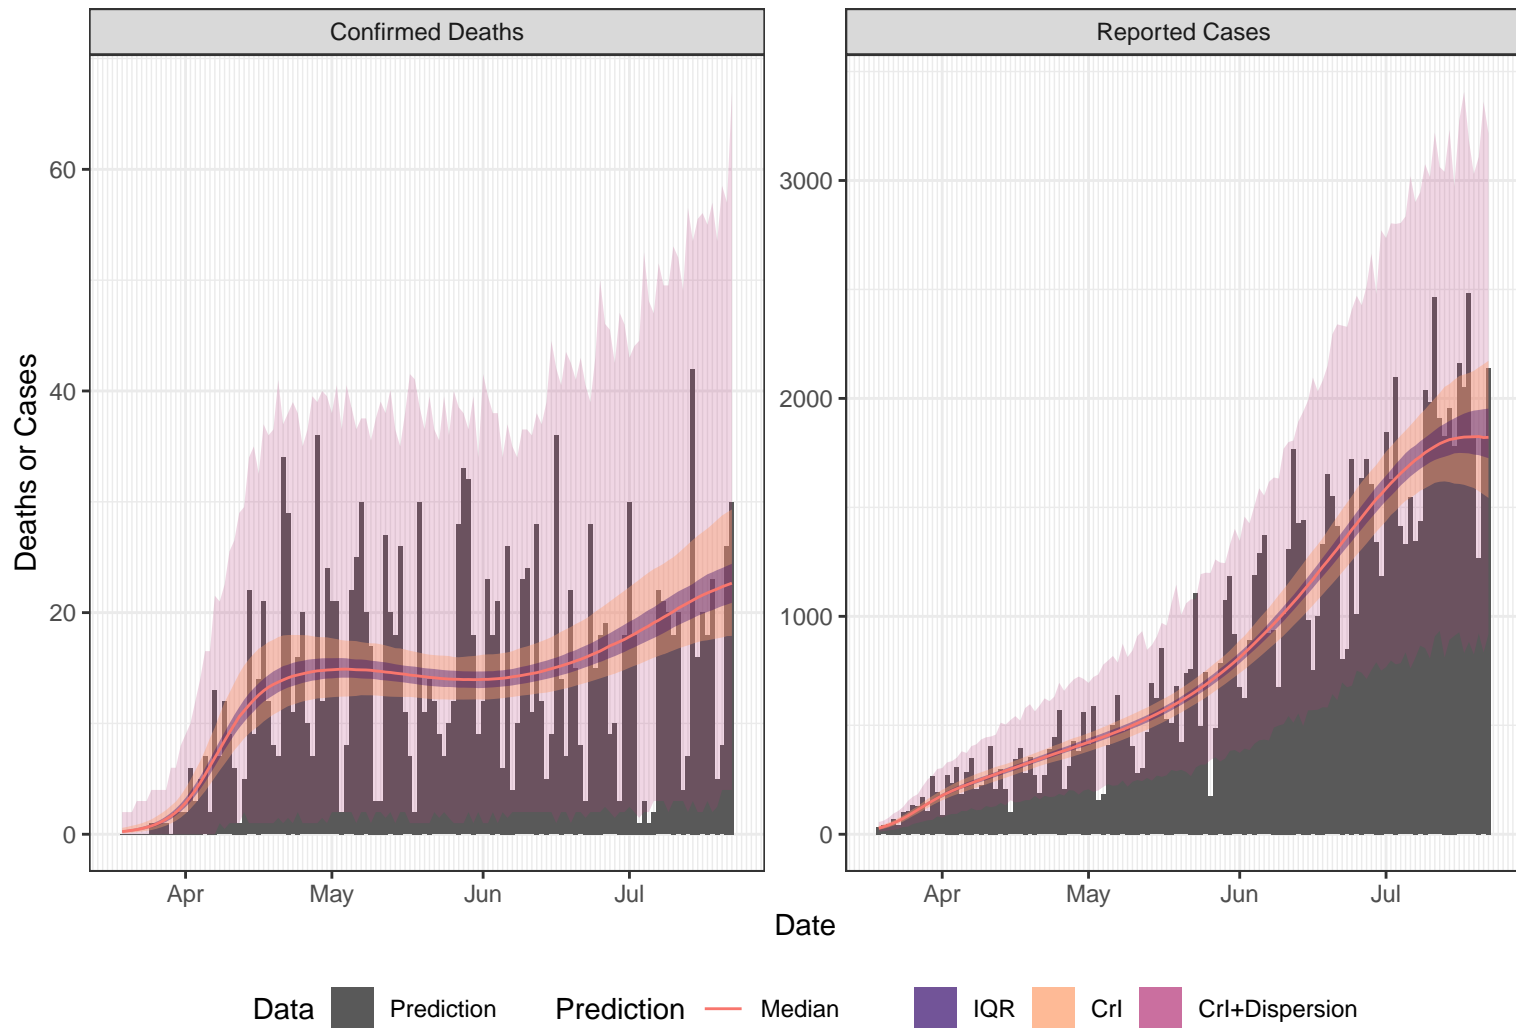 Confirmed Deaths
Reported Cases
Deaths or Cases
60
40
20
0
3000
2000
1000
0
Apr May Jun Jul
Apr May Jun Jul
Date
Data Prediction Prediction Median IQR CrI CrI+Dispersion